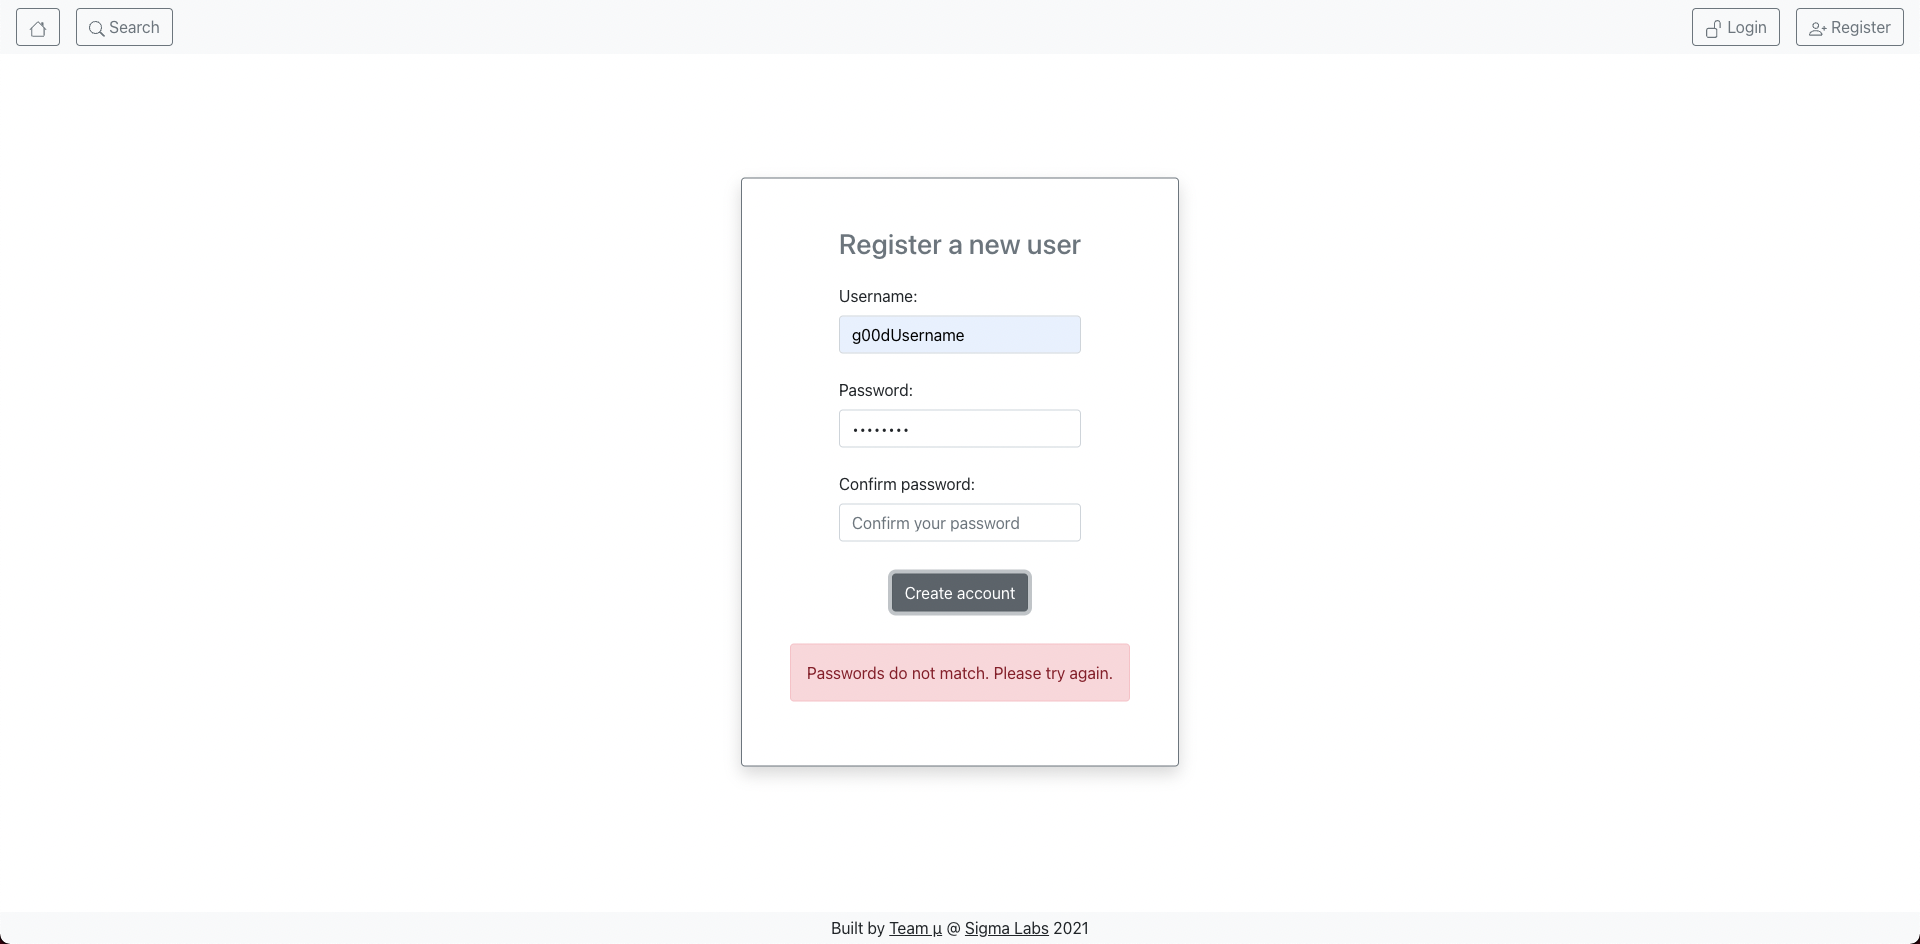 Search
Login
Register
Register a new user
Username:
g00dUsername
Password:
••••••••
Confirm password:
Confirm your password
Create account
Passwords do not match. Please try again.
Built by Team μ @ Sigma Labs 2021